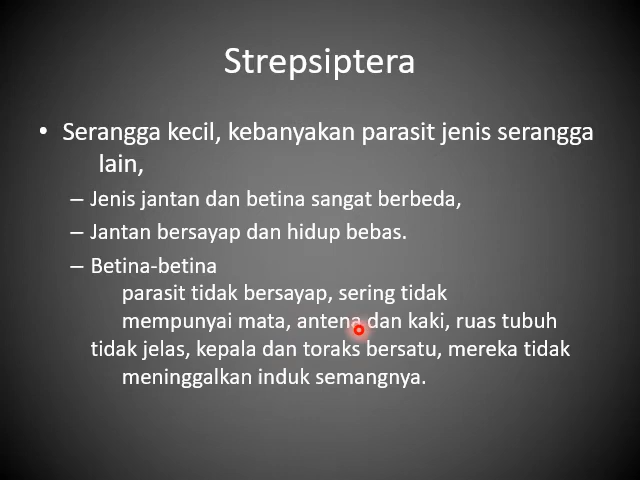 Strepsiptera
• Serangga kecil, kebanyakan parasit jenis serangga
lain,
– Jenis jantan dan betina sangat berbeda,
– Jantan bersayap dan hidup bebas.
– Betina-betina
parasit tidak bersayap, sering tidak
mempunyai mata, antena dan kaki, ruas tubuh
tidak jelas, kepala dan toraks bersatu, mereka tidak
meninggalkan induk semangnya.